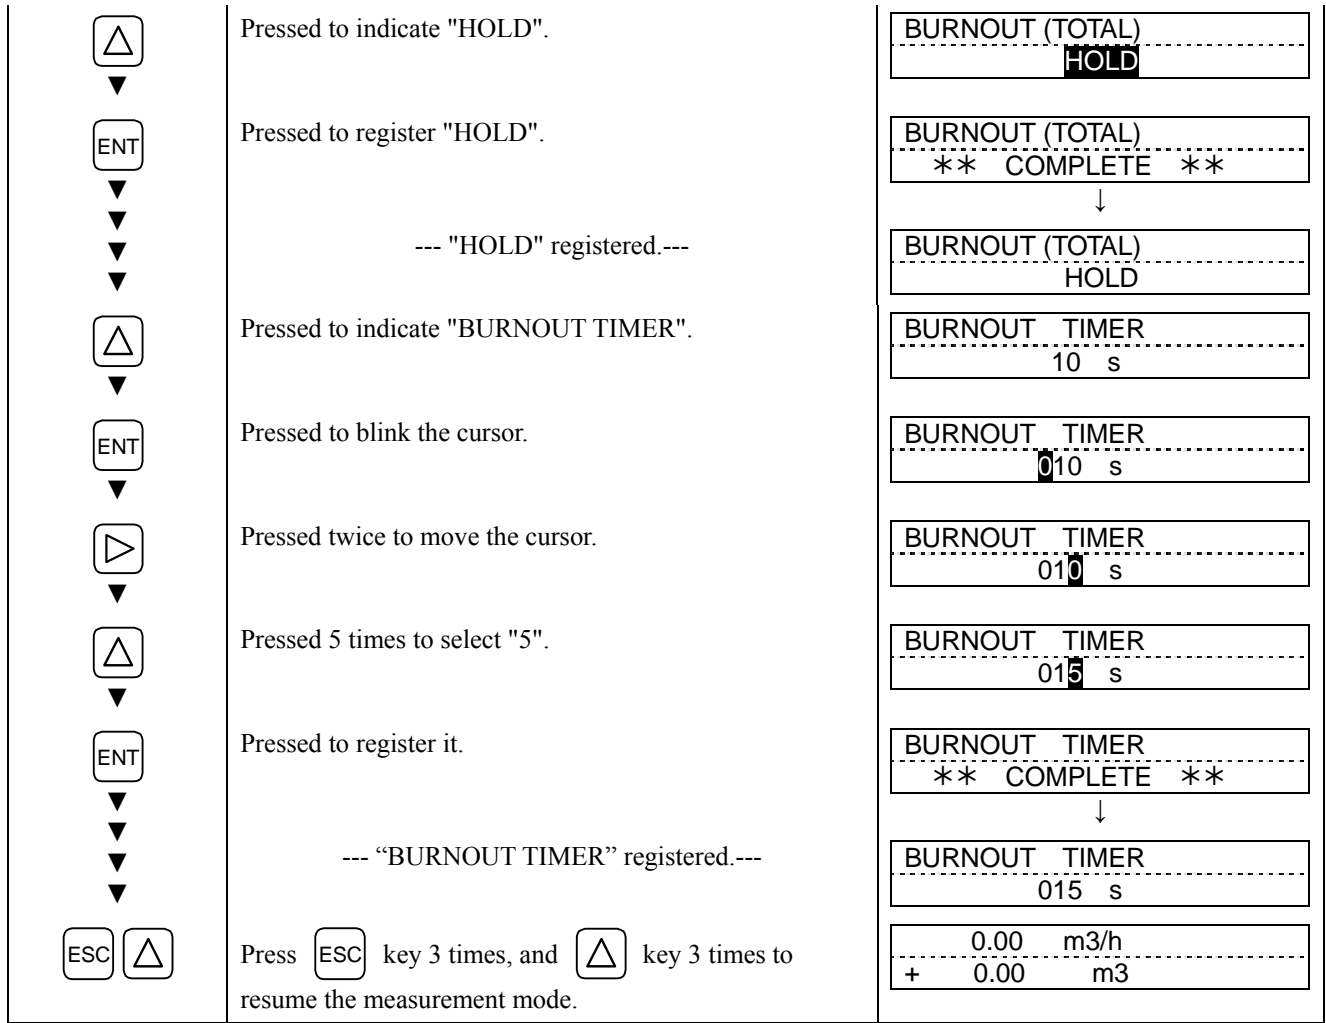 △
▼
Pressed to indicate "HOLD".
BURNOUT (TOTAL)
HOLD
ENT
▼
▼
▼
▼
Pressed to register "HOLD".
BURNOUT (TOTAL)
** COMPLETE **
↓
--- "HOLD" registered.---
BURNOUT (TOTAL)
HOLD
△
▼
Pressed to indicate "BURNOUT TIMER".
BURNOUT TIMER
10 s
ENT
▼
Pressed to blink the cursor.
BURNOUT TIMER
010 s
▷
▼
Pressed twice to move the cursor.
BURNOUT TIMER
010 s
△
▼
Pressed 5 times to select "5".
BURNOUT TIMER
015 s
ENT
▼
▼
▼
▼
Pressed to register it.
BURNOUT TIMER
** COMPLETE **
↓
--- “BURNOUT TIMER” registered.---
BURNOUT TIMER
015 s
ESC △
Press ESC key 3 times, and △ key 3 times to
resume the measurement mode.
0.00 m3/h
+ 0.00 m3